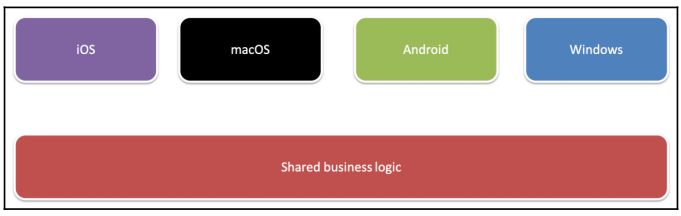 iOS
macOS
Android
Windows
Shared business logic